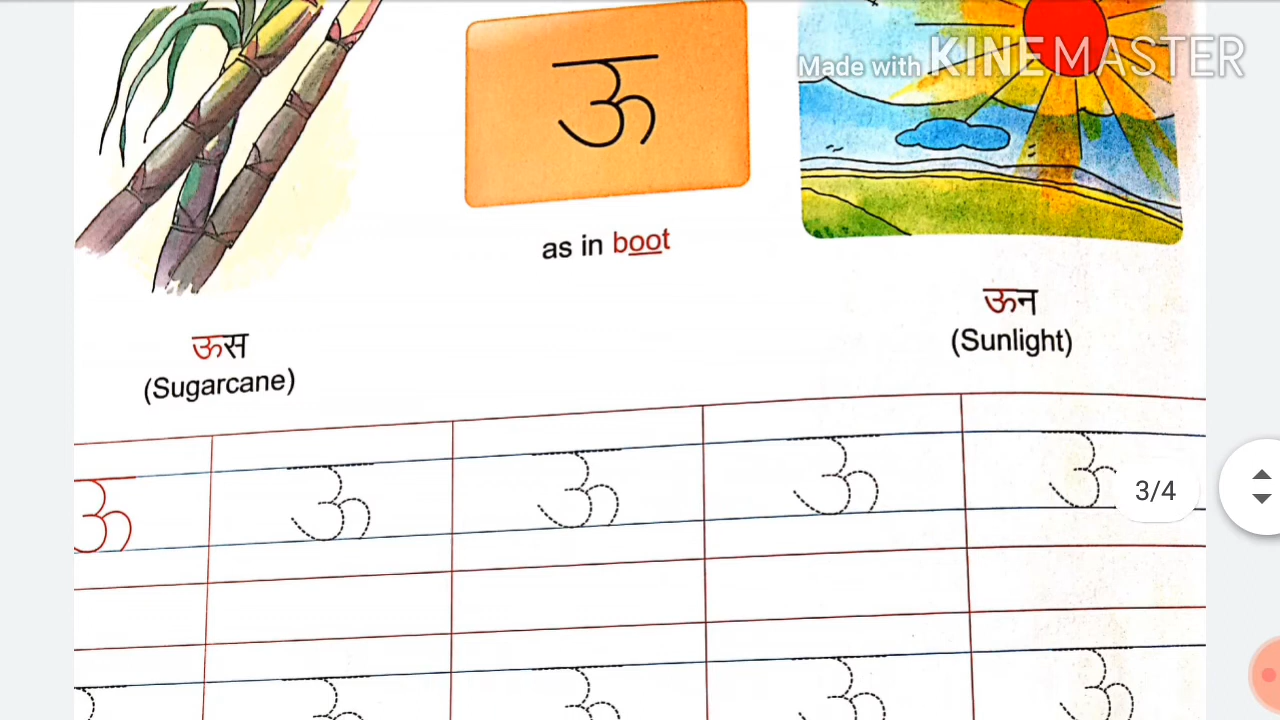 Made with KINEMASTER
ऊ
as in boot
ऊस
(Sugarcane)
ऊन
(Sunlight)
ऊ ऊ ऊ ऊ ऊ
3/4
ऊ ऊ ऊ ऊ